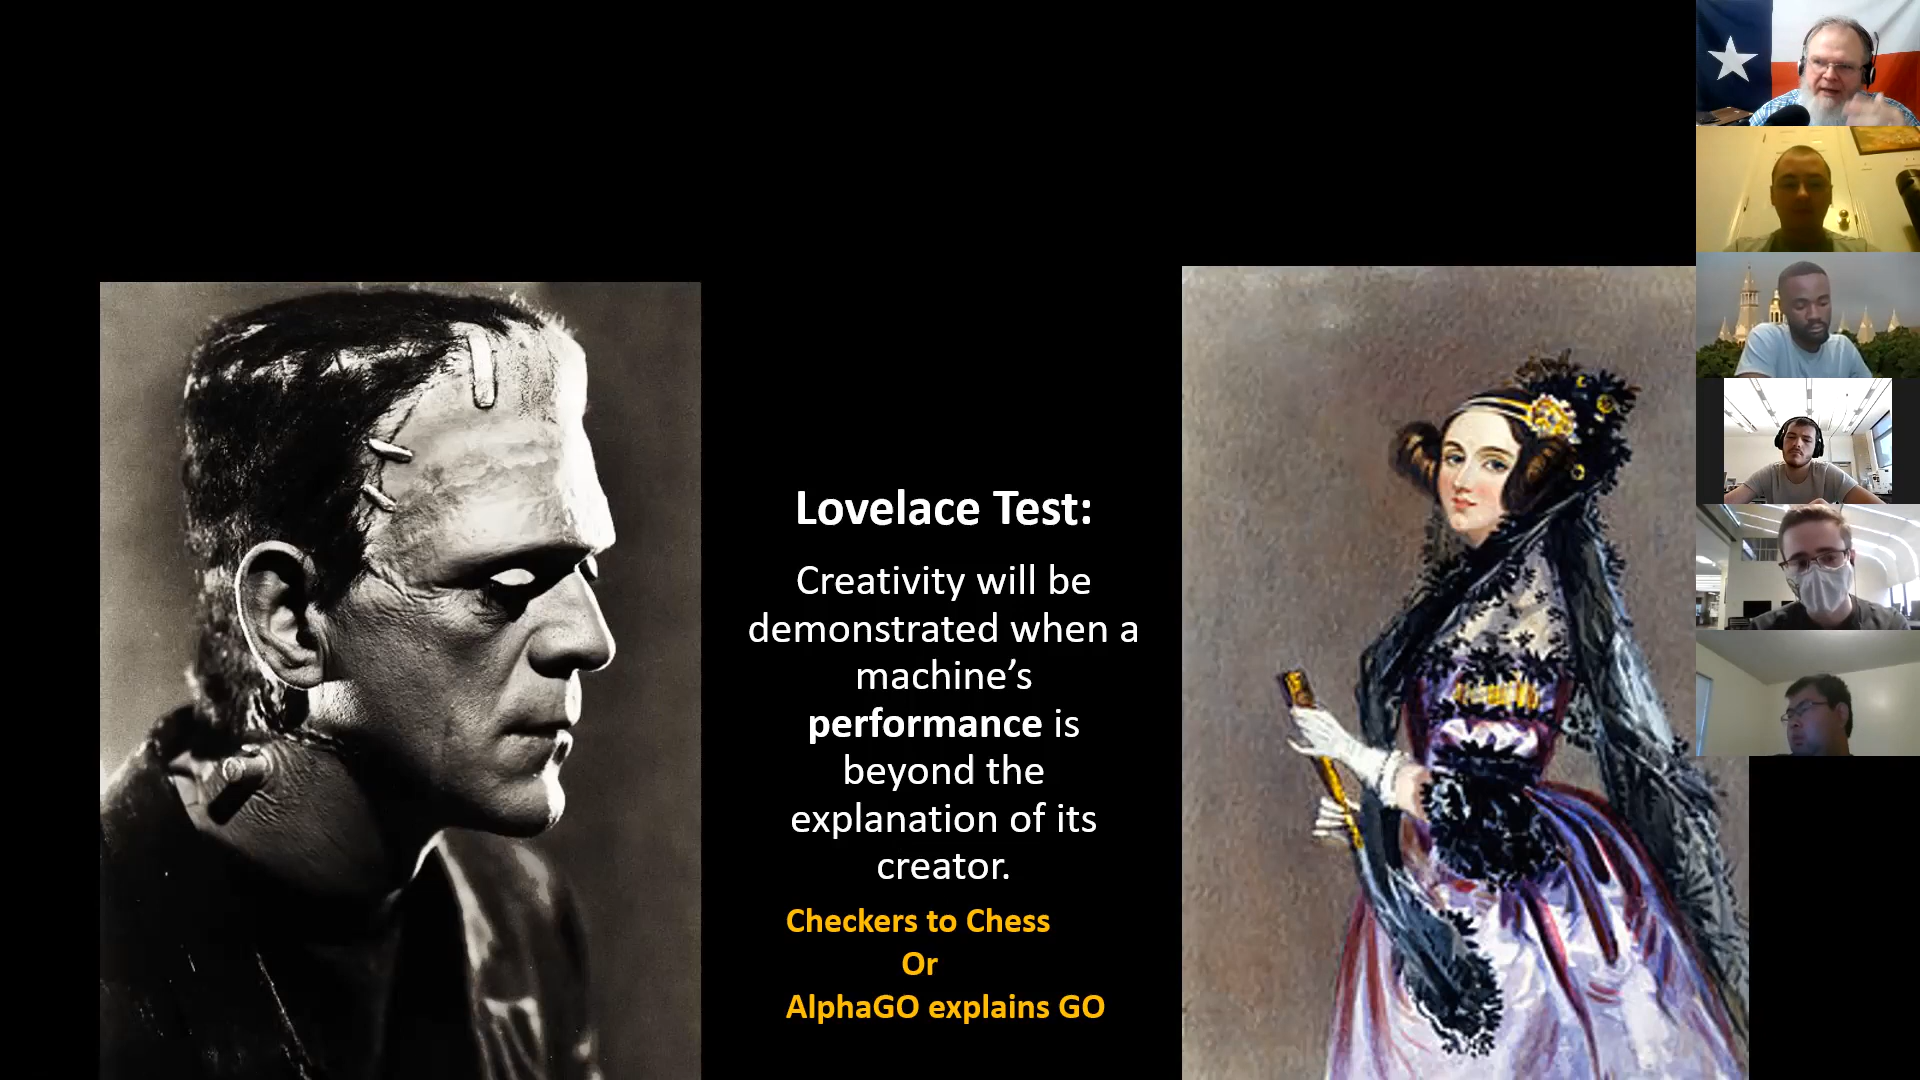 Lovelace Test:
Creativity will be
demonstrated when a
machine’s
performance is
beyond the
explanation of its
creator.
Checkers to Chess
Or
AlphaGO explains GO